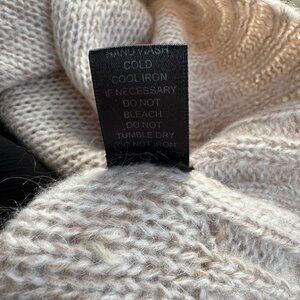 HAND WASH
COLD
COOL IRON
IF NECESSARY
DO NOT
BLEACH
DO NOT
TUMBLE DRY
DO NOT IRON